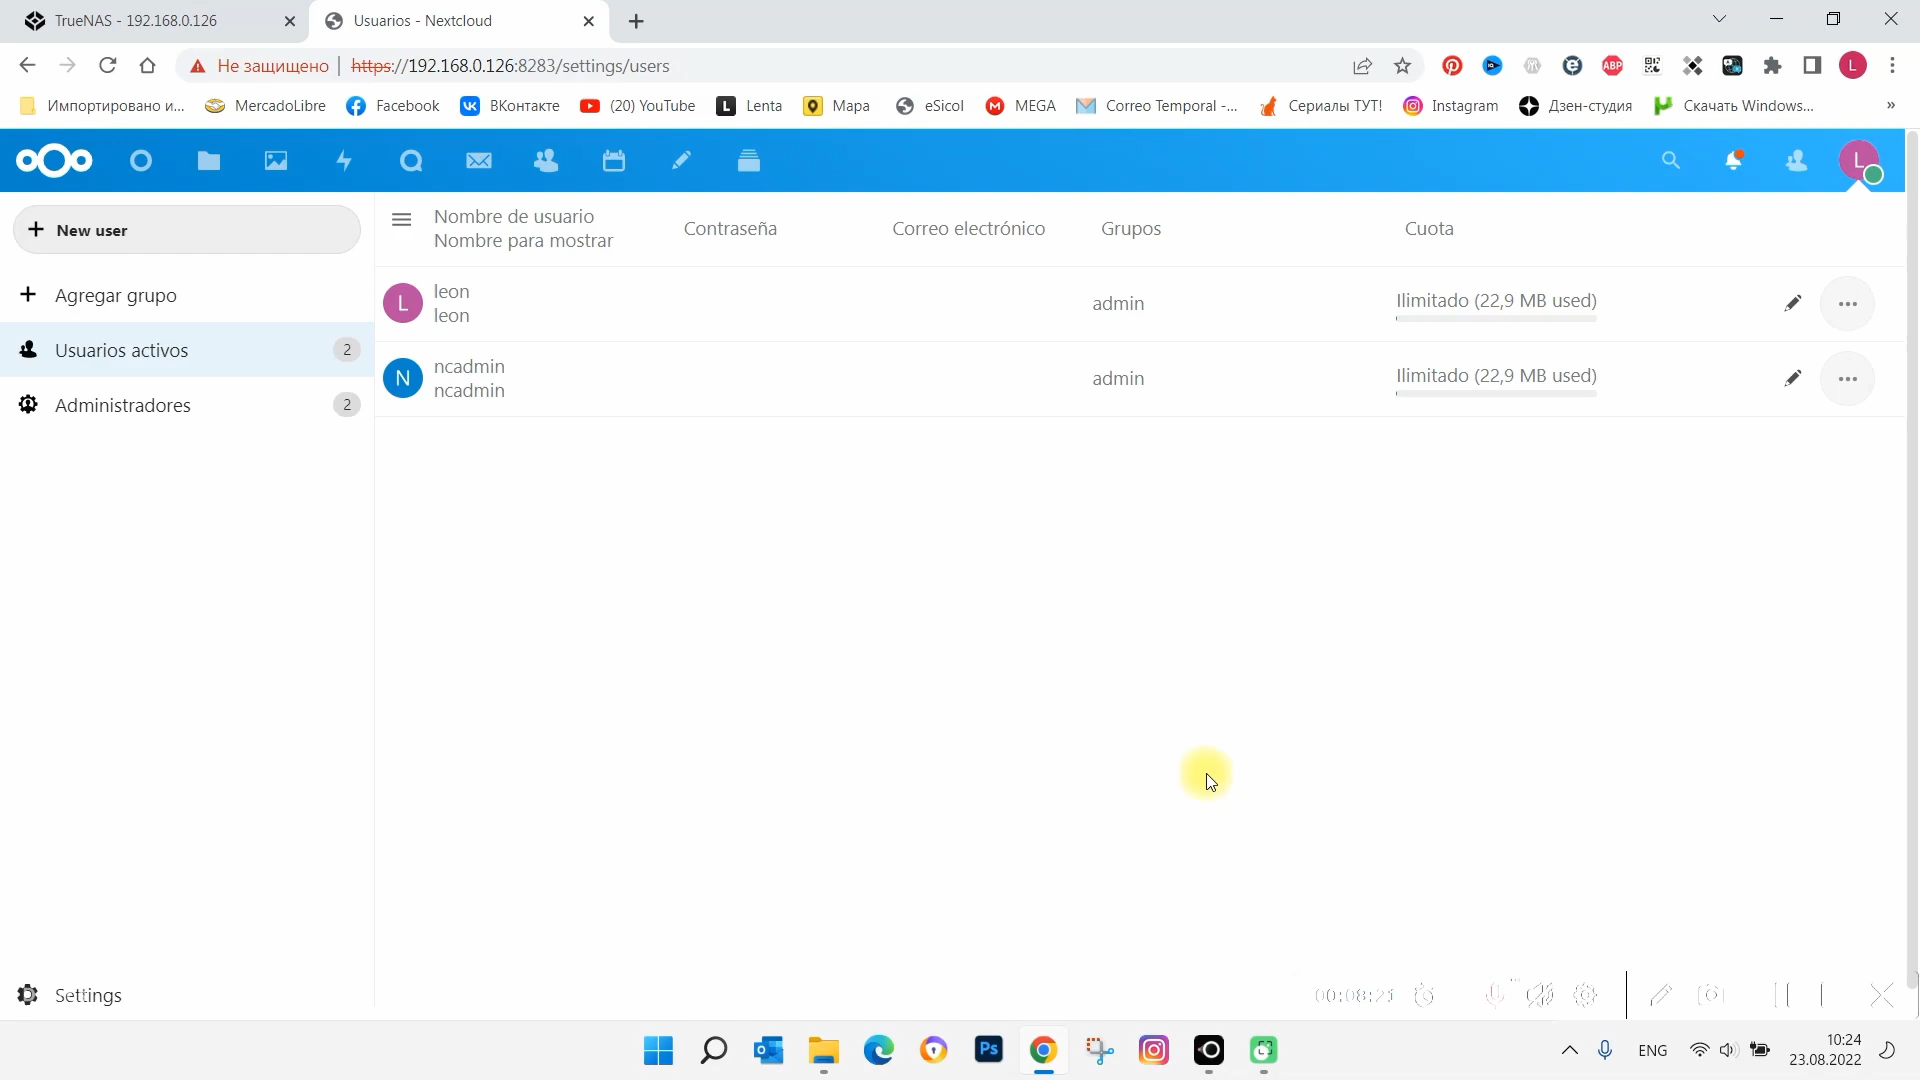 TrueNAS - 192.168.0.126
Usuarios - Nextcloud
Не защищено | https://192.168.0.126:8283/settings/users
ABP
L
Импортировано и...
MercadoLibre
Facebook
ВКонтакте
(20) YouTube
Lenta
Mapa
eSicol
MEGA
Correo Temporal -...
Сериалы ТУТ!
Instagram
Дзен-студия
Скачать Windows...
»
L
New user
Agregar grupo
Usuarios activos 2
Administradores 2
Settings
Nombre de usuario
Nombre para mostrar
Contraseña
Correo electrónico
Grupos
Cuota
L
leon
leon
admin
Ilimitado (22,9 MB used)
N
ncadmin
ncadmin
admin
Ilimitado (22,9 MB used)
00:08:21
Ps
ENG
10:24
23.08.2022